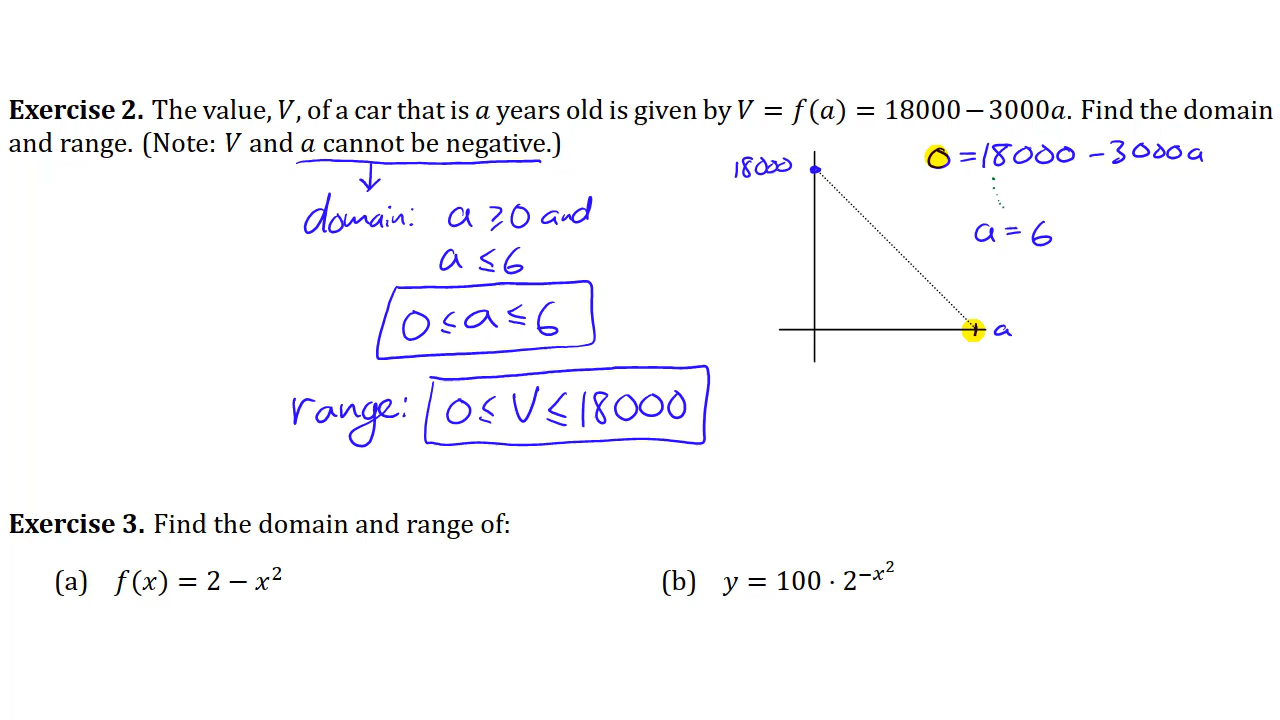 Exercise 2. The value, V, of a car that is a years old is given by V = f(a) = 18000 − 3000a. Find the domain
and range. (Note: V and a cannot be negative.)
18000
0 = 18000 − 3000a
domain: a ≥ 0 and
a = 6
a ≤ 6
0 ≤ a ≤ 6
a
range: 0 ≤ V ≤ 18000
Exercise 3. Find the domain and range of:
(a) f(x) = 2 − x²
(b) y = 100 · 2^{−x²}